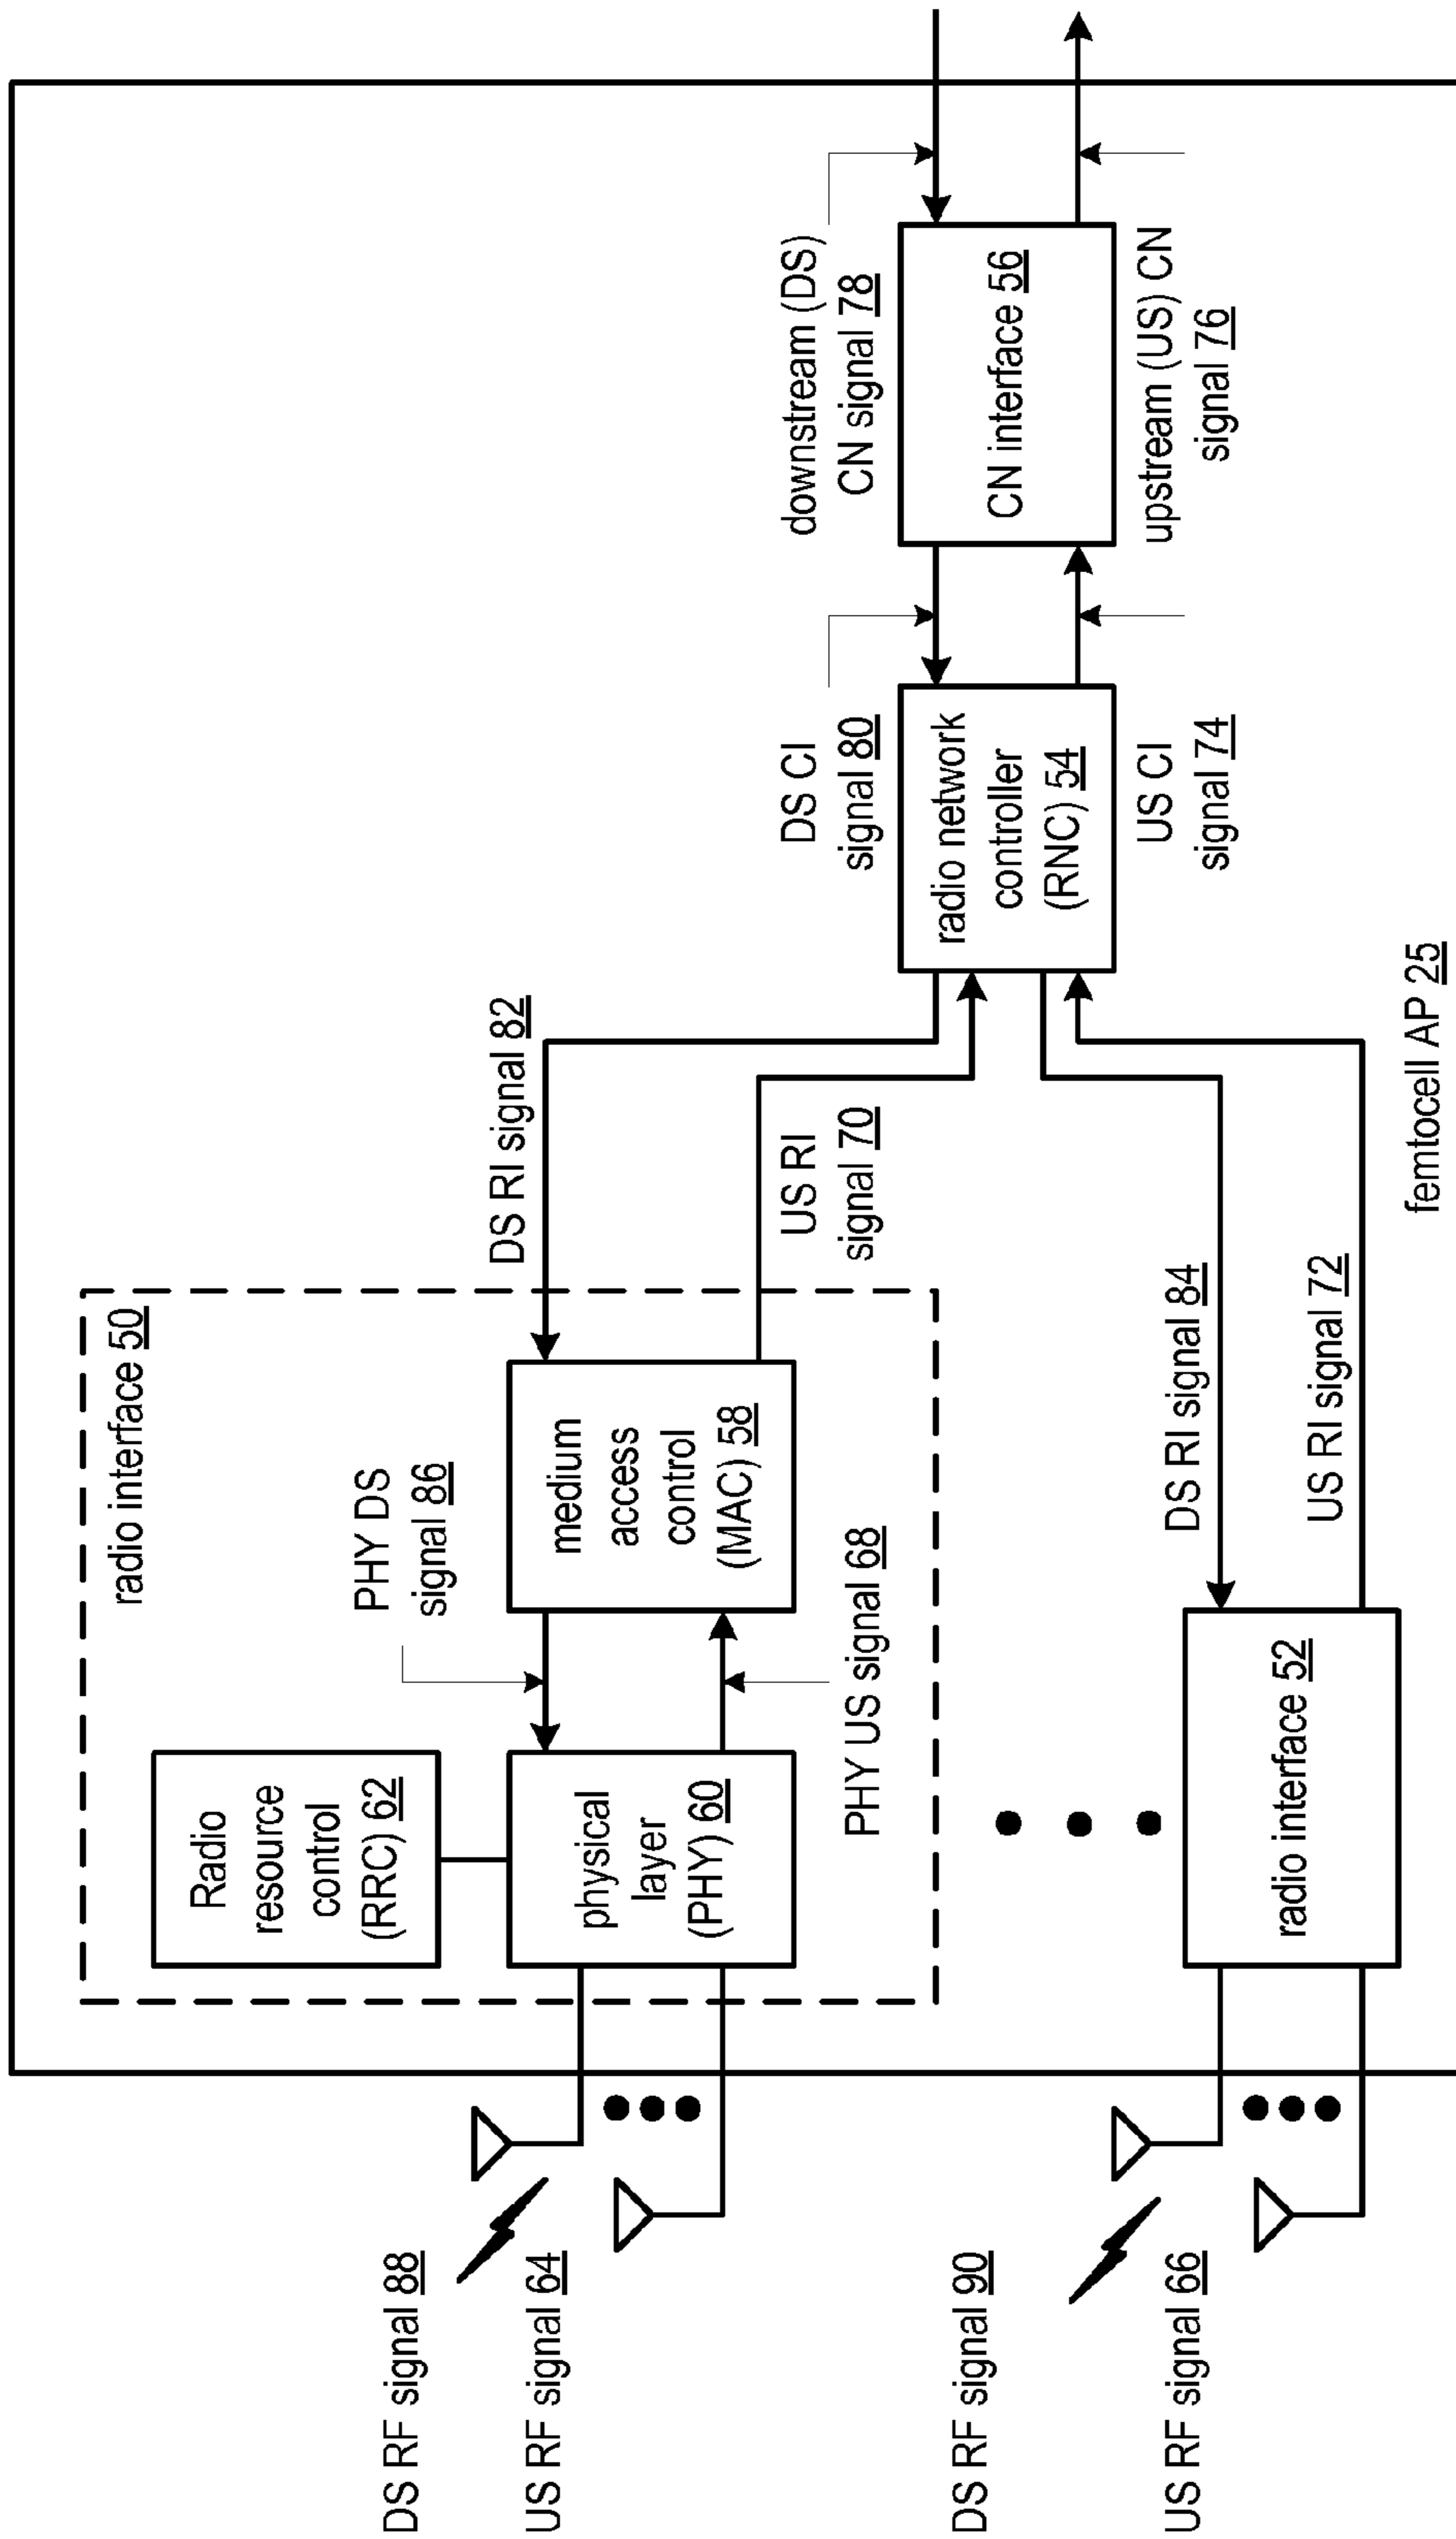 radio interface 50
Radio
resource
control
(RRC) 62
PHY DS
signal 86
DS RI signal 82
physical
layer
(PHY) 60
medium
access
control
(MAC) 58
DS RF signal 88
US RF signal 64
PHY US signal 68
US RI
signal 70
DS CI
signal 80
downstream (DS)
CN signal 78
radio network
controller
(RNC) 54
CN interface 56
US CI
signal 74
upstream (US) CN
signal 76
DS RF signal 90
US RF signal 66
radio interface 52
DS RI signal 84
US RI signal 72
femtocell AP 25